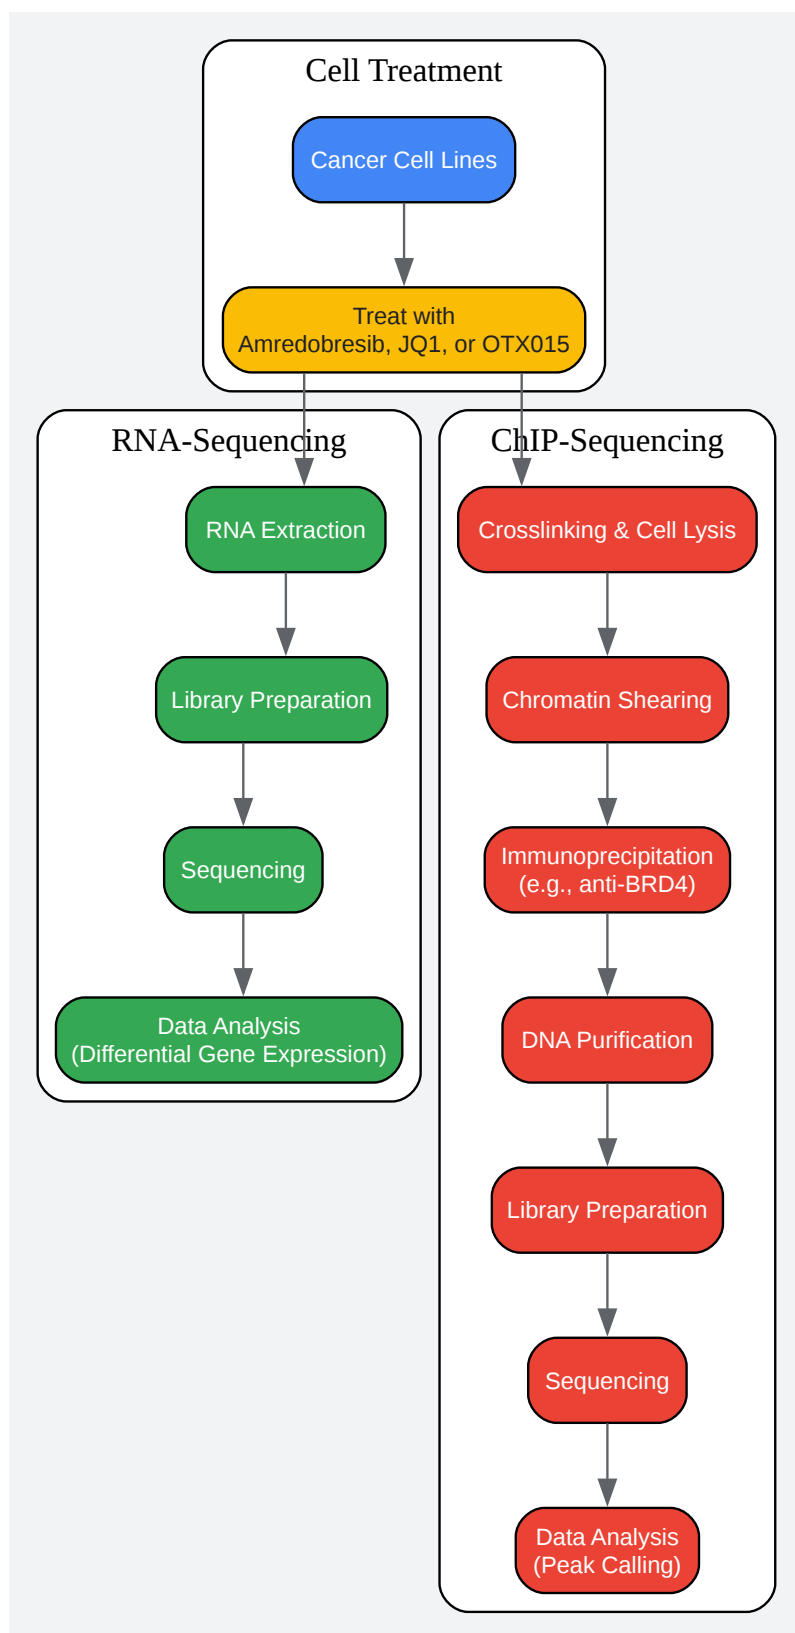 Cell Treatment
Cancer Cell Lines
Treat with
Amredobresib, JQ1, or OTX015
RNA-Sequencing
RNA Extraction
Library Preparation
Sequencing
Data Analysis
(Differential Gene Expression)
ChIP-Sequencing
Crosslinking & Cell Lysis
Chromatin Shearing
Immunoprecipitation
(e.g., anti-BRD4)
DNA Purification
Library Preparation
Sequencing
Data Analysis
(Peak Calling)